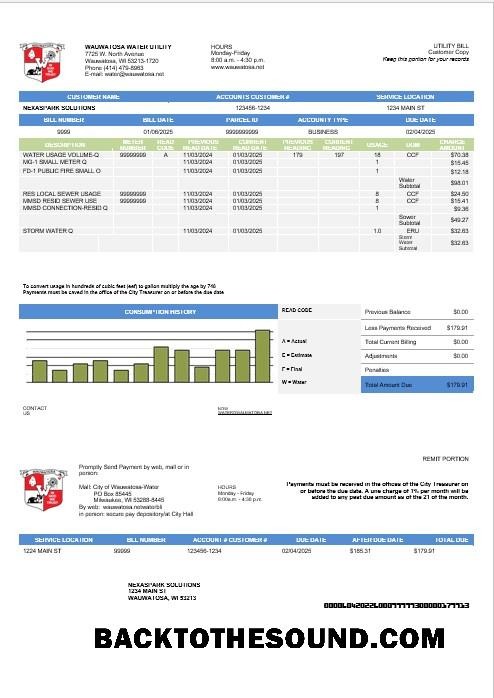 WAUWATOSA WATER UTILITY
7725 W. North Avenue
Wauwatosa, WI 53213-1720
Phone (414) 479-8963
E-mail: water@wauwatosa.net
HOURS
Monday-Friday
8:00 a.m. - 4:30 p.m.
www.wauwatosa.net
UTILITY BILL
Customer Copy
Keep this portion for your records
CUSTOMER NAME ACCOUNTS CUSTOMER # SERVICE LOCATION
NEXASPARK SOLUTIONS 123456-1234 1234 MAIN ST
BILL NUMBER BILL DATE PARCEL ID ACCOUNTY TYPE DUE DATE
9999 01/06/2025 9999999999 BUSINESS 02/04/2025
DESCRIPTION METER NUMBER READ CODE PREVIOUS READ DATE CURRENT READ DATE PREVIOUS READING CURRENT READING USAGE UOM CHARGE AMOUNT
WATER USAGE VOLUME-Q 99999999 A 11/03/2024 01/03/2025 179 197 18 CCF $70.38
MG-1 SMALL METER Q 11/03/2024 01/03/2025 1 $15.45
FD-1 PUBLIC FIRE SMALL O 11/03/2024 01/03/2025 1 $12.18
Water
Subtotal $98.01
RES LOCAL SEWER USAGE 11/03/2024 01/03/2025 8 CCF $24.50
MMSD RESID SEWER USE 99999999 11/03/2024 01/03/2025 8 CCF $15.41
MMSD CONNECTION-RESID Q 11/03/2024 01/03/2025 1 $9.36
Sower
Subtotal $49.27
STORM WATER Q 11/03/2024 01/03/2025 1.0 ERU $32.63
Storm
Water
Subtotal $32.63
To convert usage in hundreds of cubic feet (eef) to gallon multiply the age by 748
Payments must be caved in the office of the City Treasurer on or before the due date
CONSUMPTION HISTORY
READ CODE
A = Actual
E = Estimate
F = Final
W = Water
Previous Balance $0.00
Less Payments Received $179.91
Total Current Billing $0.00
Adjustments $0.00
Penalties
Total Amount Due $179.91
CONTACT
US
REMIT PORTION
Promptly Send Payment by web, mail or in
person:
Mail: City of Wauwatosa-Water
PO Box 85445
Milwaukee, WI 53288-8445
By web: wauwatosa.netwaterbli
in person: secure pay depository/at City Hall
HOURS
Monday - Friday
8:00a.m. - 4:30 p.m.
Payments must be received in the offices of the City Treasurer on
or before the due date. A une charge of 1% per month will be
added to any past due amount as of the 21 of the month.
SERVICE LOCATION BILL NUMBER ACCOUNT # CUSTOMER # DUE DATE AFTER DUE DATE TOTAL DUE
1224 MAIN ST 99999 123456-1234 02/04/2025 $185.31 $179.91
NEXASPARK SOLUTIONS
1234 MAIN ST
WAUWATOSA, WI 53213
BACKTOTHESOUND.COM